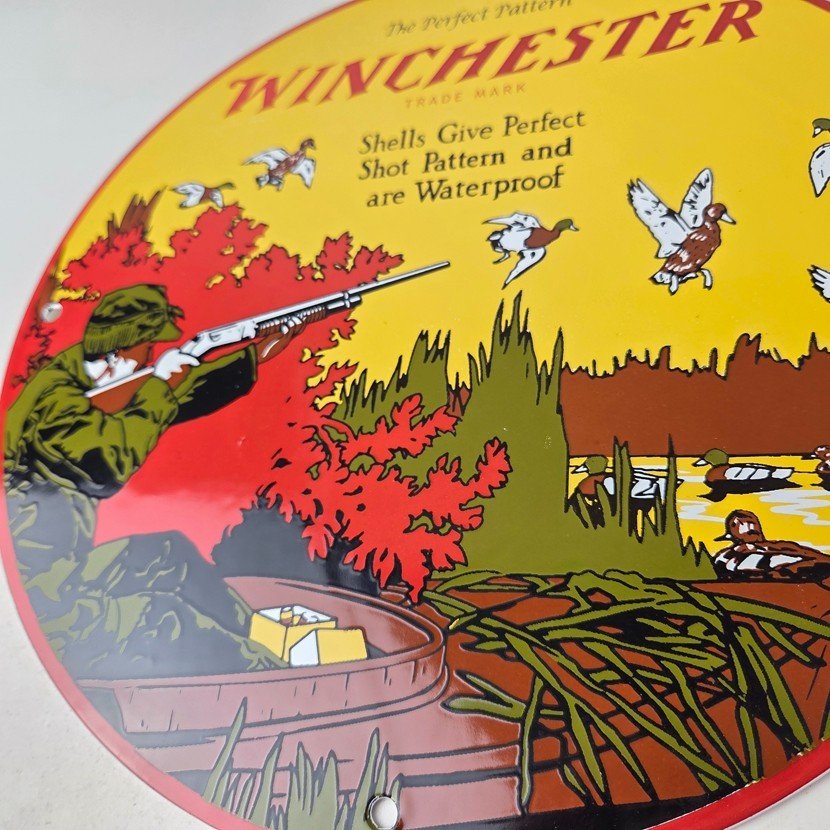 The Perfect Pattern
WINCHESTER
TRADE MARK
Shells Give Perfect
Shot Pattern and
are Waterproof